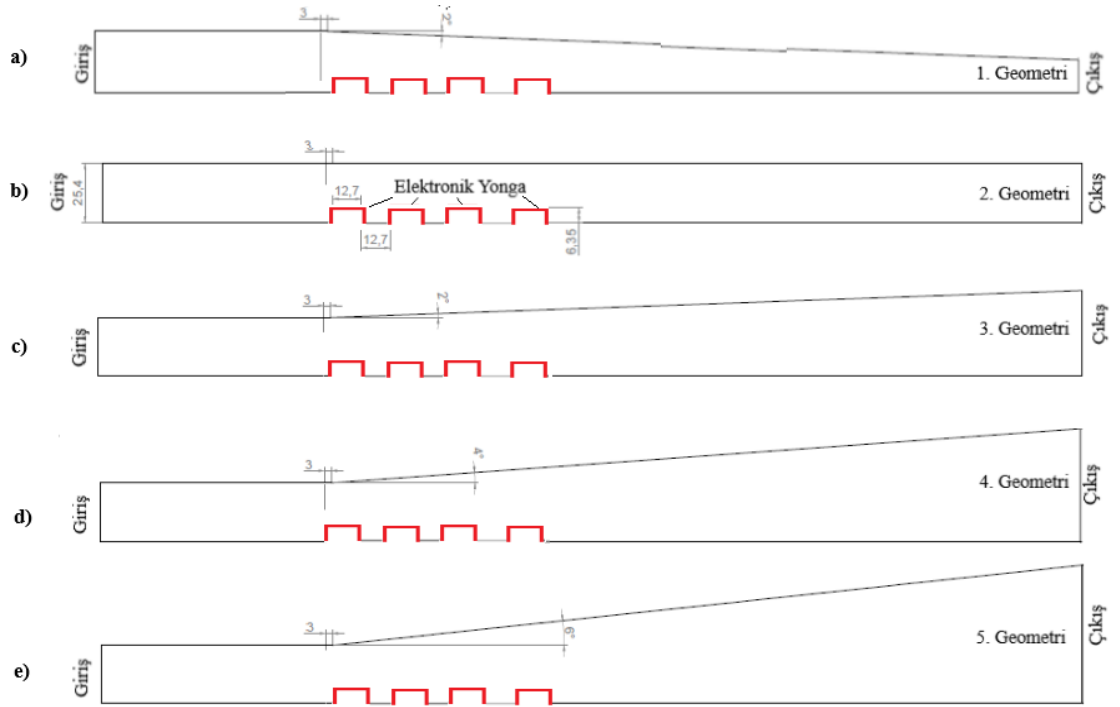 a)
Giriş
3
2°
1. Geometri
Çıkış
b)
Giriş
25,4
3
12,7
Elektronik Yonga
12,7
6,35
2. Geometri
Çıkış
c)
Giriş
3
2°
3. Geometri
Çıkış
d)
Giriş
3
4°
4. Geometri
Çıkış
e)
Giriş
3
6°
5. Geometri
Çıkış